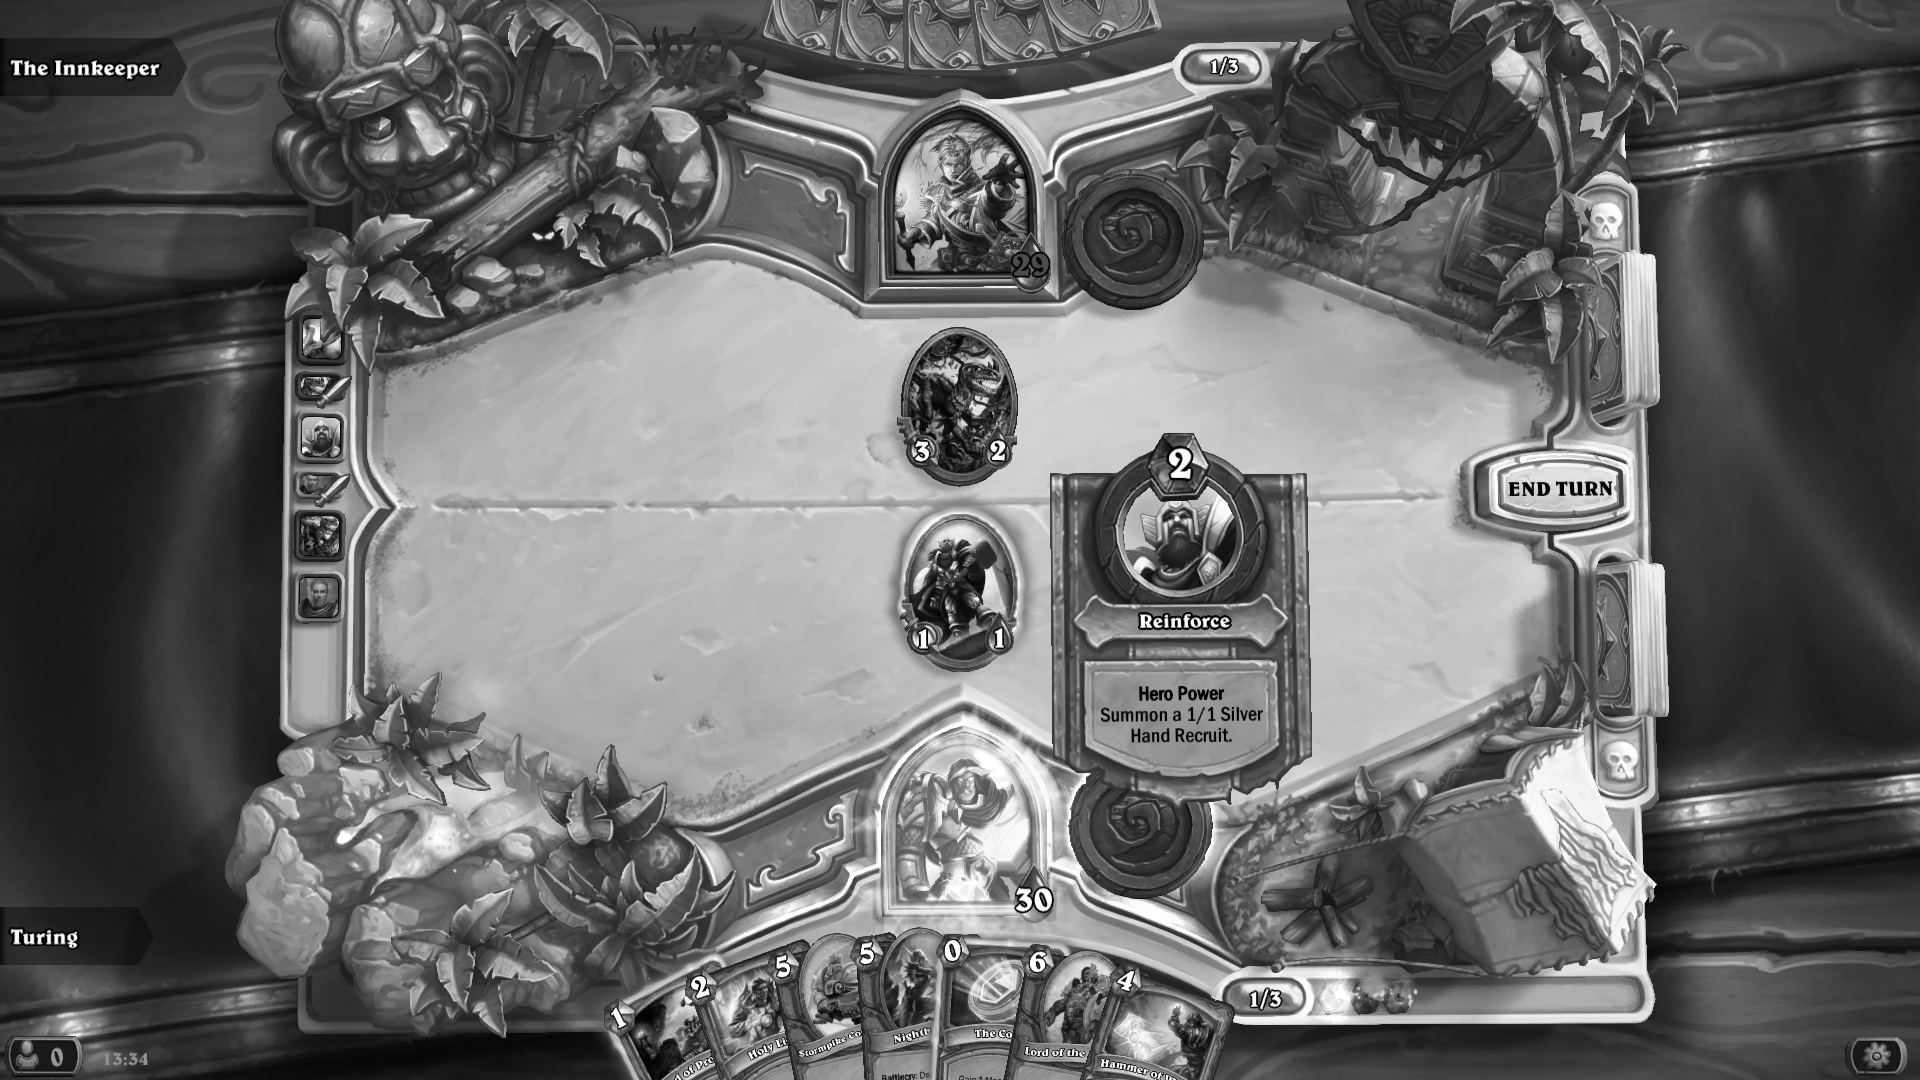 The Innkeeper
1/3
29
3
2
END TURN
2
Reinforce
Hero Power
Summon a 1/1 Silver
Hand Recruit.
1
1
30
Turing
1
2
5
5
0
6
4
Holy Li
Stormpike Co
Nighth
The Co
Lord of the
Hammer of
Battlecry: De
1/3
0
13:34